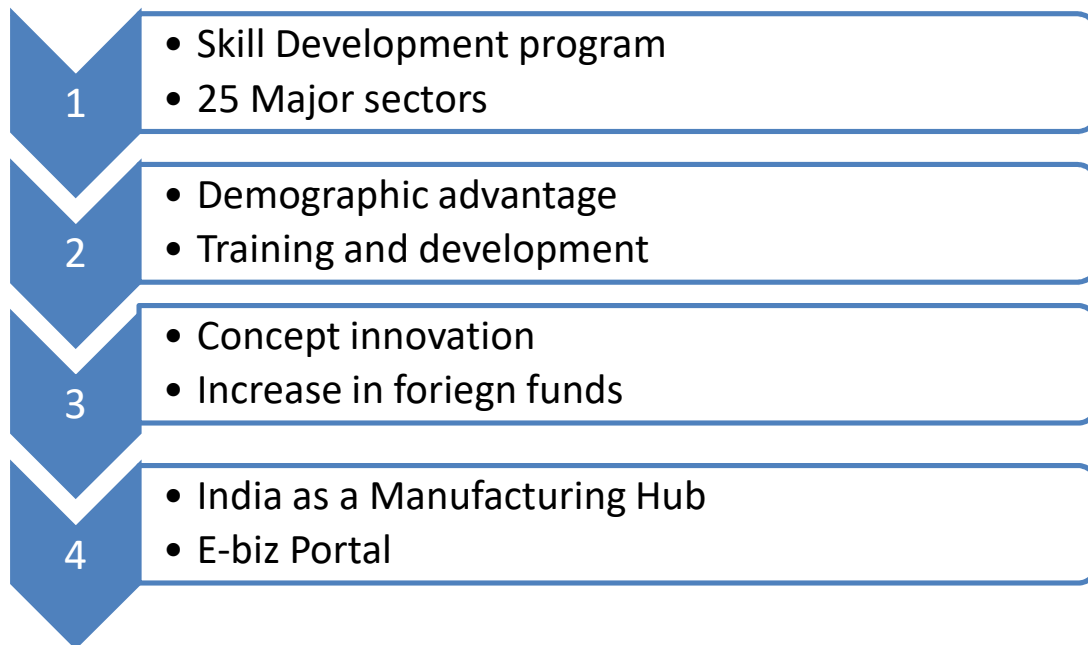 1
• Skill Development program
• 25 Major sectors
2
• Demographic advantage
• Training and development
3
• Concept innovation
• Increase in foriegn funds
4
• India as a Manufacturing Hub
• E-biz Portal